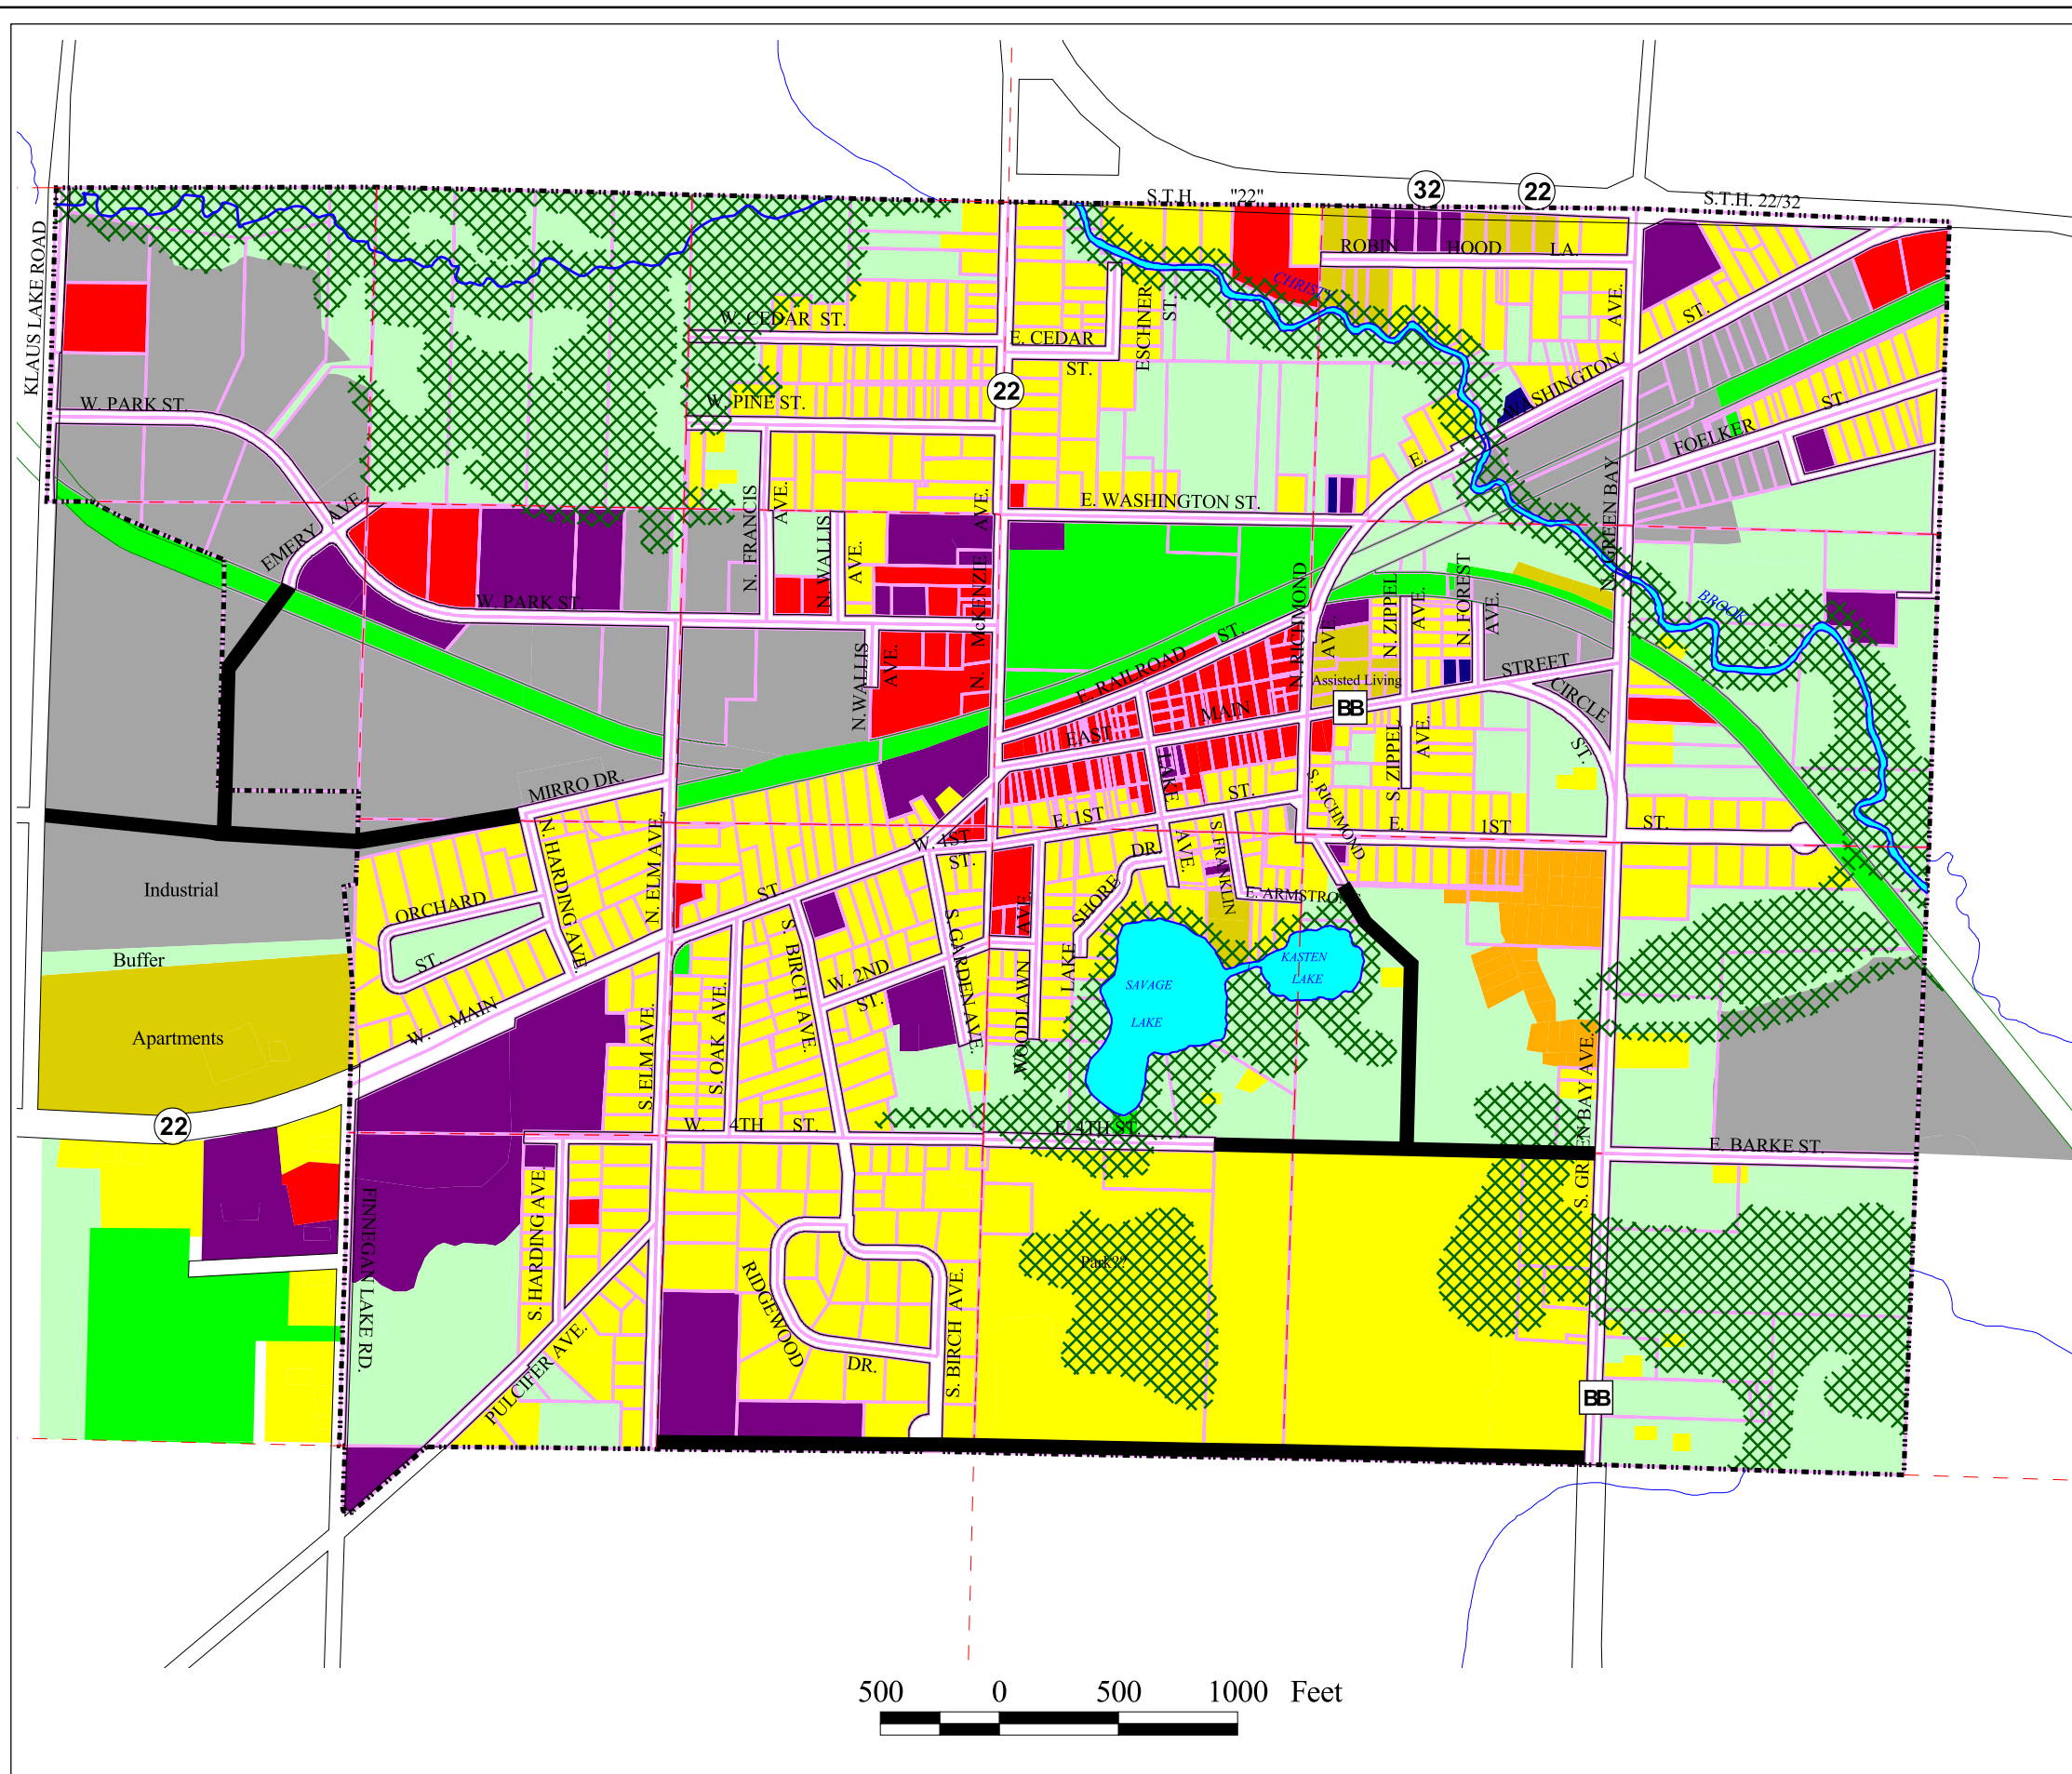 S.T.H. "22"
32
22
S.T.H. 22/32
KLAUS LAKE ROAD
ROBIN HOOD LA.
CHRISTY
BROOK
W. CEDAR ST.
E. CEDAR
ST.
ESCHNER
ST.
N. GREEN BAY
AVE.
E. WASHINGTON
ST.
22
W. PARK ST.
W. PINE ST.
FOELKER
ST.
EMERY AVE.
N. FRANCIS
AVE.
N. WALLIS
AVE.
N. McKENZIE
AVE.
E. WASHINGTON ST.
W. PARK ST.
N.WALLIS
AVE.
E. RAILROAD
ST.
N. RICHMOND
AVE.
N. ZIPPEL
AVE.
N. FOREST
AVE.
Assisted Living
BB
EAST
MAIN
STREET
CIRCLE
ST.
S. ZIPPEL
AVE.
MIRRO DR.
LAKE
AVE.
S. RICHMOND
W. 1ST
ST.
E. 1ST
ST.
E. 1ST
ST.
N. HARDING AVE.
N. ELM AVE.
Industrial
ORCHARD
ST.
Buffer
Apartments
W. MAIN
ST.
S. BIRCH AVE.
S. GARDEN AVE.
W. 2ND
ST.
WOODLAWN
AVE.
LAKE
SHORE
DR.
S. FRANKLIN
E. ARMSTRONG
SAVAGE
LAKE
KASTEN
LAKE
S. OAK AVE.
S. ELM AVE.
22
W. 4TH ST.
E. 4TH ST.
S. GREEN BAY AVE.
E. BARKE ST.
FINNEGAN LAKE RD.
S. HARDING AVE.
PULCIFER AVE.
RIDGEWOOD
DR.
S. BIRCH AVE.
Park??
BB
500 0 500 1000 Feet